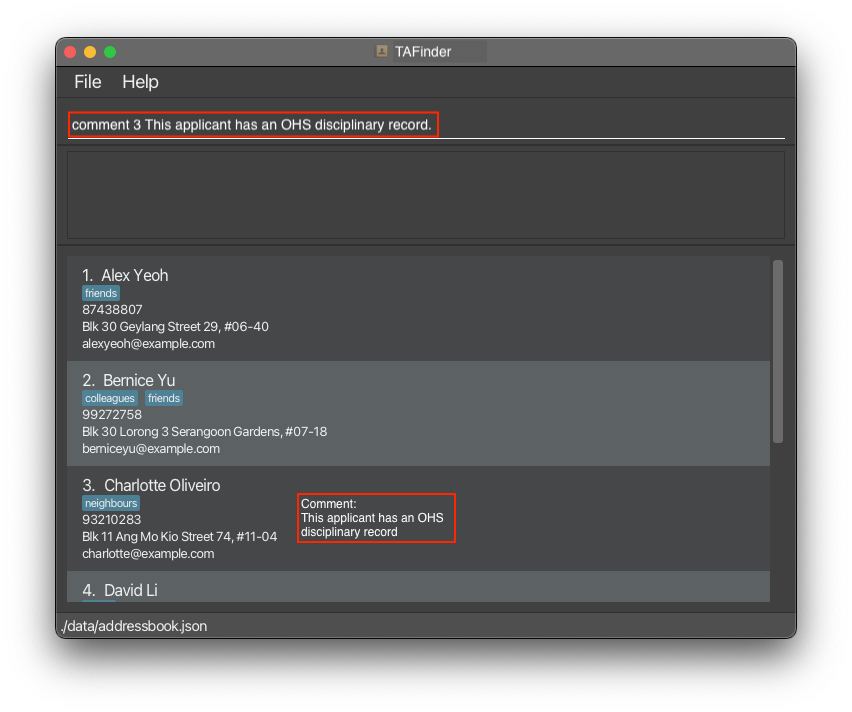 TAFinder
File Help
comment 3 This applicant has an OHS disciplinary record.
1. Alex Yeoh
friends
87438807
Blk 30 Geylang Street 29, #06-40
alexyeoh@example.com
2. Bernice Yu
colleagues friends
99272758
Blk 30 Lorong 3 Serangoon Gardens, #07-18
berniceyu@example.com
3. Charlotte Oliveiro
neighbours
93210283
Blk 11 Ang Mo Kio Street 74, #11-04
charlotte@example.com
Comment:
This applicant has an OHS
disciplinary record
4. David Li
./data/addressbook.json